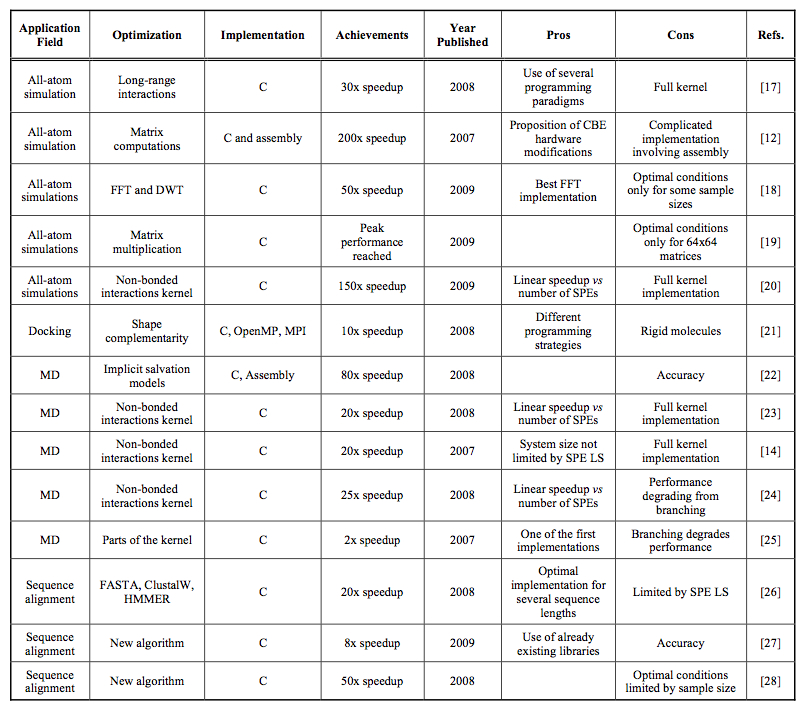 Application Field Optimization Implementation Achievements Year Published Pros Cons Refs.
All-atom simulation Long-range interactions C 30x speedup 2008 Use of several programming paradigms Full kernel [17]
All-atom simulation Matrix computations C and assembly 200x speedup 2007 Proposition of CBE hardware modifications Complicated implementation involving assembly [12]
All-atom simulations FFT and DWT C 50x speedup 2009 Best FFT implementation Optimal conditions only for some sample sizes [18]
All-atom simulations Matrix multiplication C Peak performance reached 2009 Optimal conditions only for 64x64 matrices [19]
All-atom simulations Non-bonded interactions kernel C 150x speedup 2009 Linear speedup vs number of SPEs Full kernel implementation [20]
Docking Shape complementarity C, OpenMP, MPI 10x speedup 2008 Different programming strategies Rigid molecules [21]
MD Implicit salvation models C, Assembly 80x speedup 2008 Accuracy [22]
MD Non-bonded interactions kernel C 20x speedup 2008 Linear speedup vs number of SPEs Full kernel implementation [23]
MD Non-bonded interactions kernel C 20x speedup 2007 System size not limited by SPE LS Full kernel implementation [14]
MD Non-bonded interactions kernel C 25x speedup 2008 Linear speedup vs number of SPEs Performance degrading from branching [24]
MD Parts of the kernel C 2x speedup 2007 One of the first implementations Branching degrades performance [25]
Sequence alignment FASTA, ClustalW, HMMER C 20x speedup 2008 Optimal implementation for several sequence lengths Limited by SPE LS [26]
Sequence alignment New algorithm C 8x speedup 2009 Use of already existing libraries Accuracy [27]
Sequence alignment New algorithm C 50x speedup 2008 Optimal conditions limited by sample size [28]